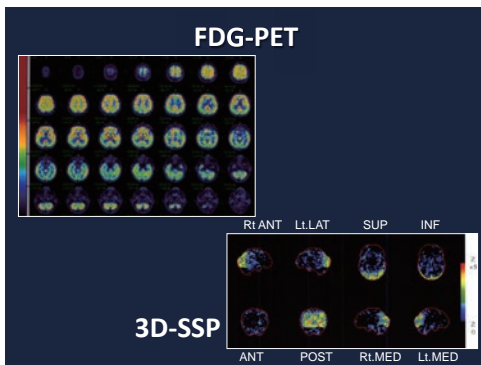 FDG-PET
Rt ANT Lt.LAT SUP INF
3D-SSP
ANT POST Rt.MED Lt.MED